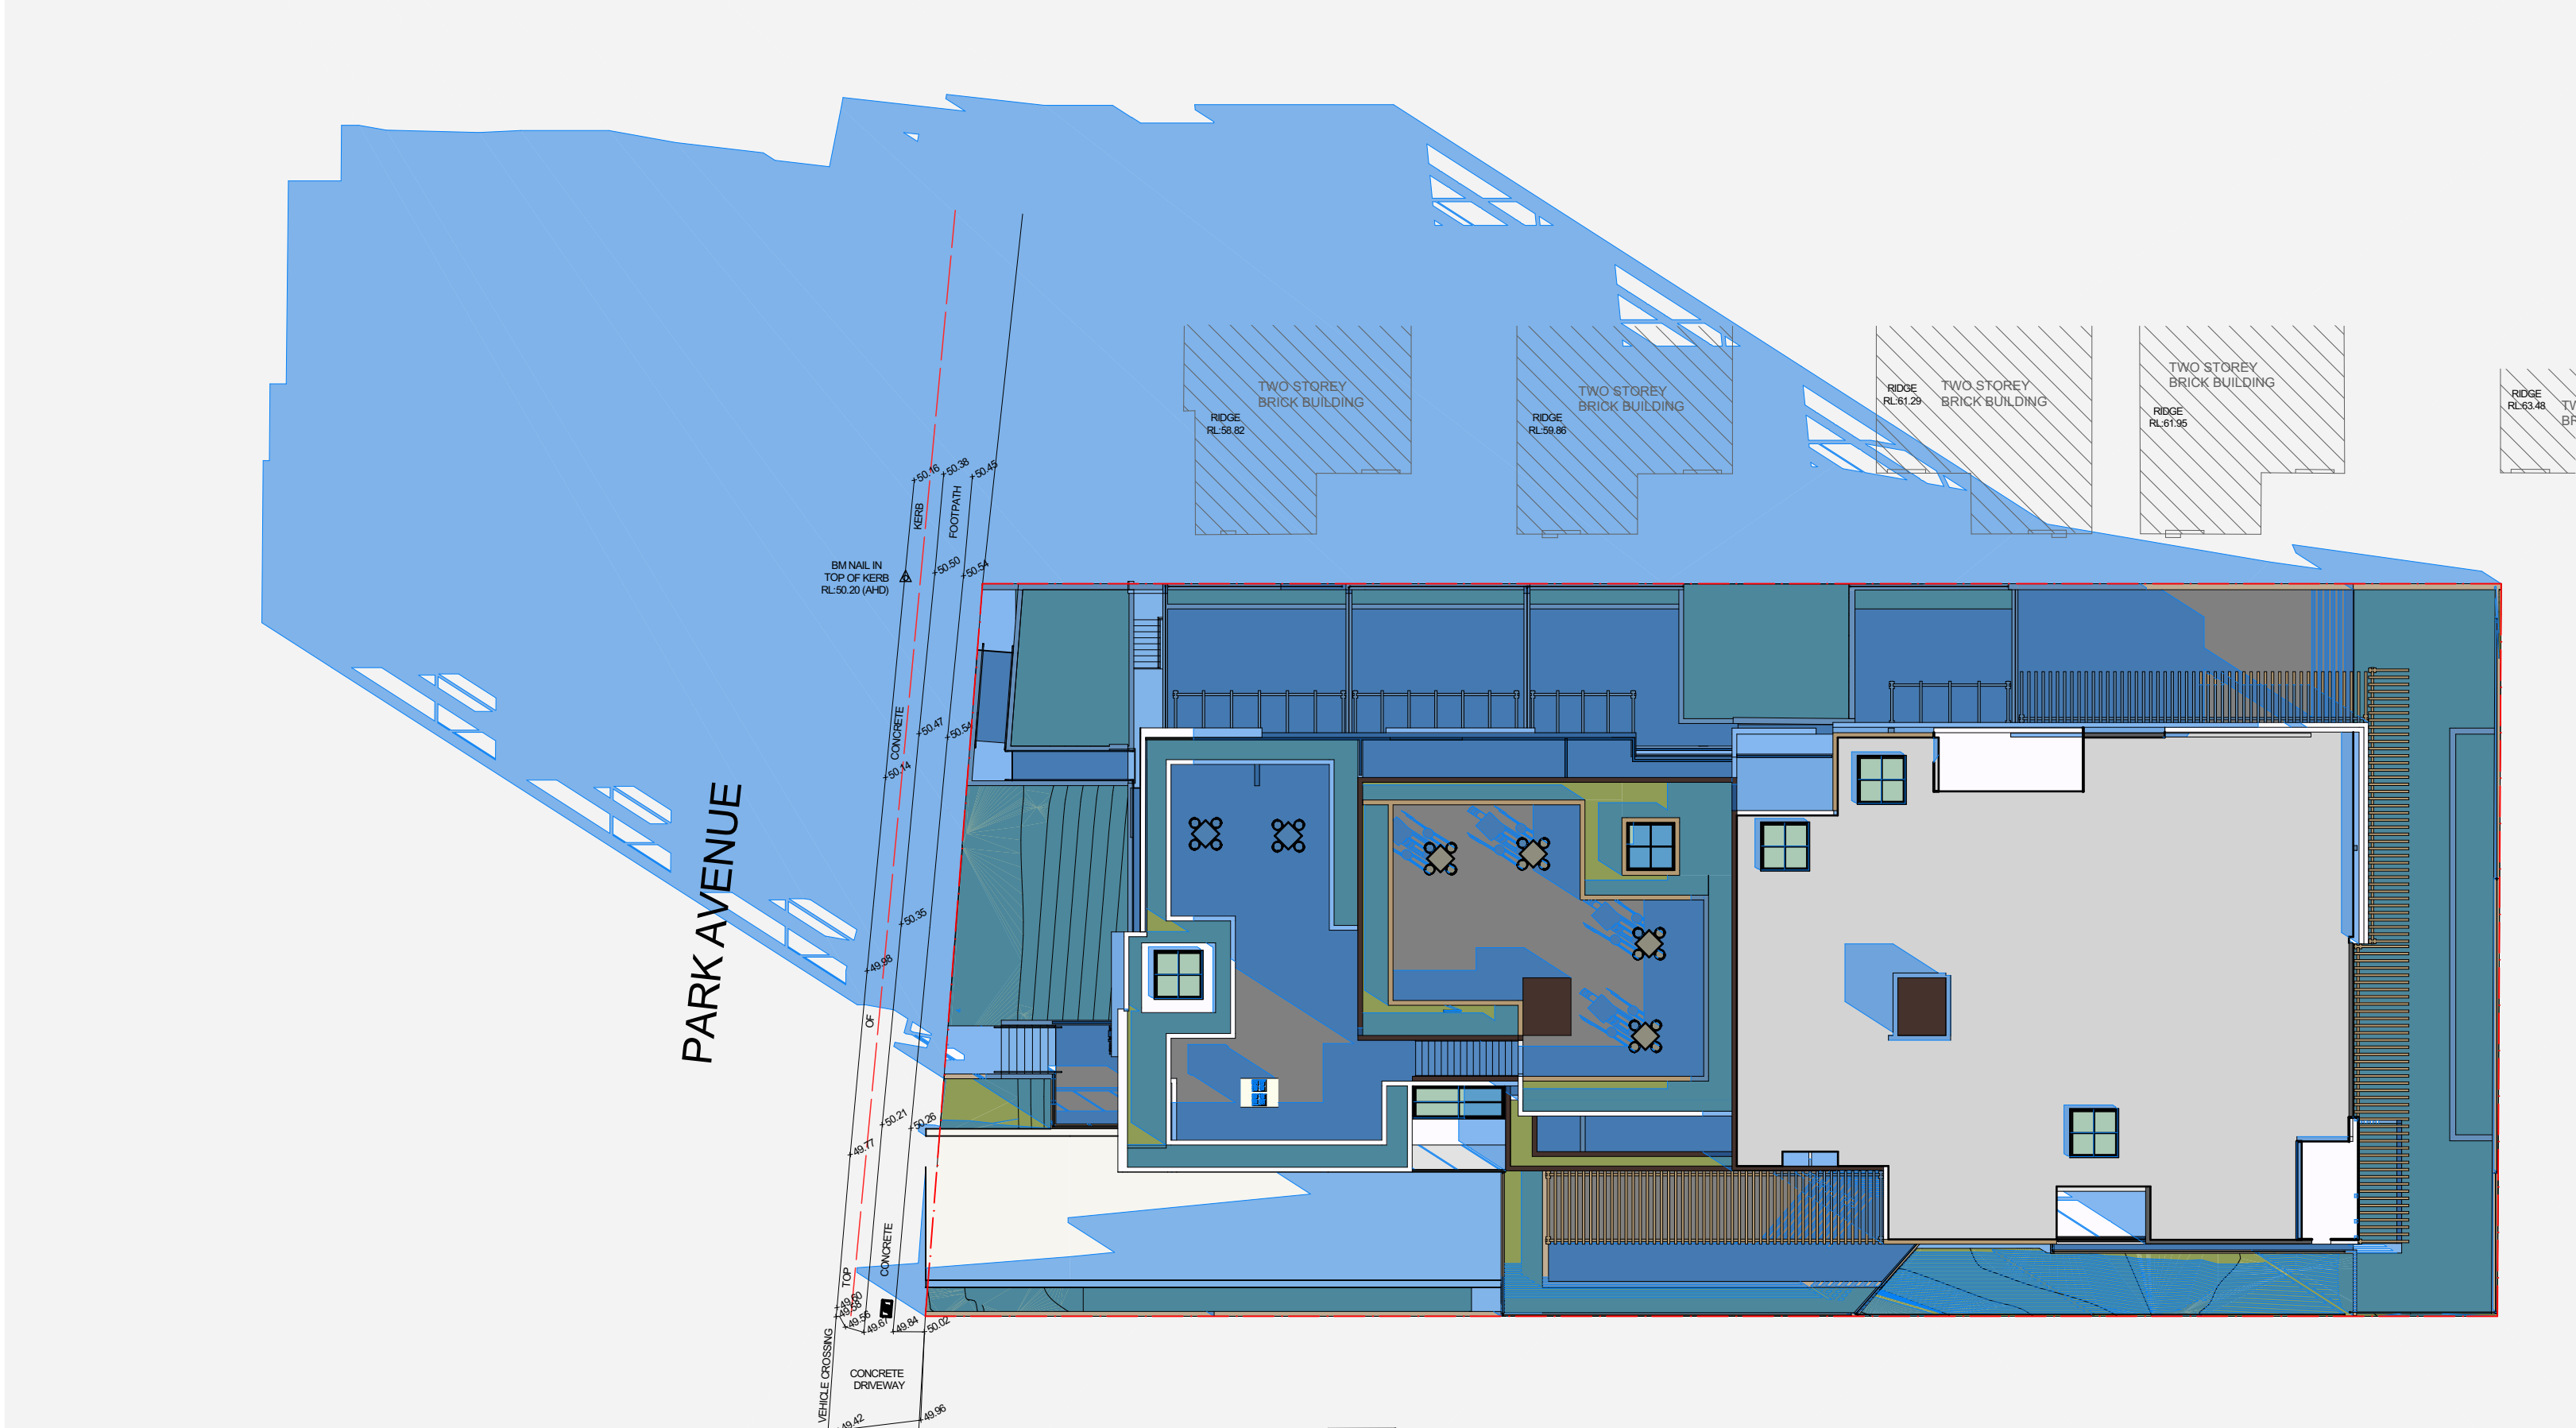 TWO STOREY
BRICK BUILDING
RIDGE
RL:58.82
TWO STOREY
BRICK BUILDING
RIDGE
RL:59.86
RIDGE
RL:61.29
TWO STOREY
BRICK BUILDING
TWO STOREY
BRICK BUILDING
RIDGE
RL:61.95
RIDGE
RL:63.48
50.16
50.38
50.45
KERB
FOOTPATH
BM NAIL IN
TOP OF KERB
RL:50.20 (AHD)
50.50
50.54
CONCRETE
50.47
50.54
50.14
PARK AVENUE
50.35
49.98
OF
50.21
50.26
49.77
CONCRETE
TOP
49.56
49.67
49.84
50.02
VEHICLE CROSSING
CONCRETE
DRIVEWAY
49.42
49.96